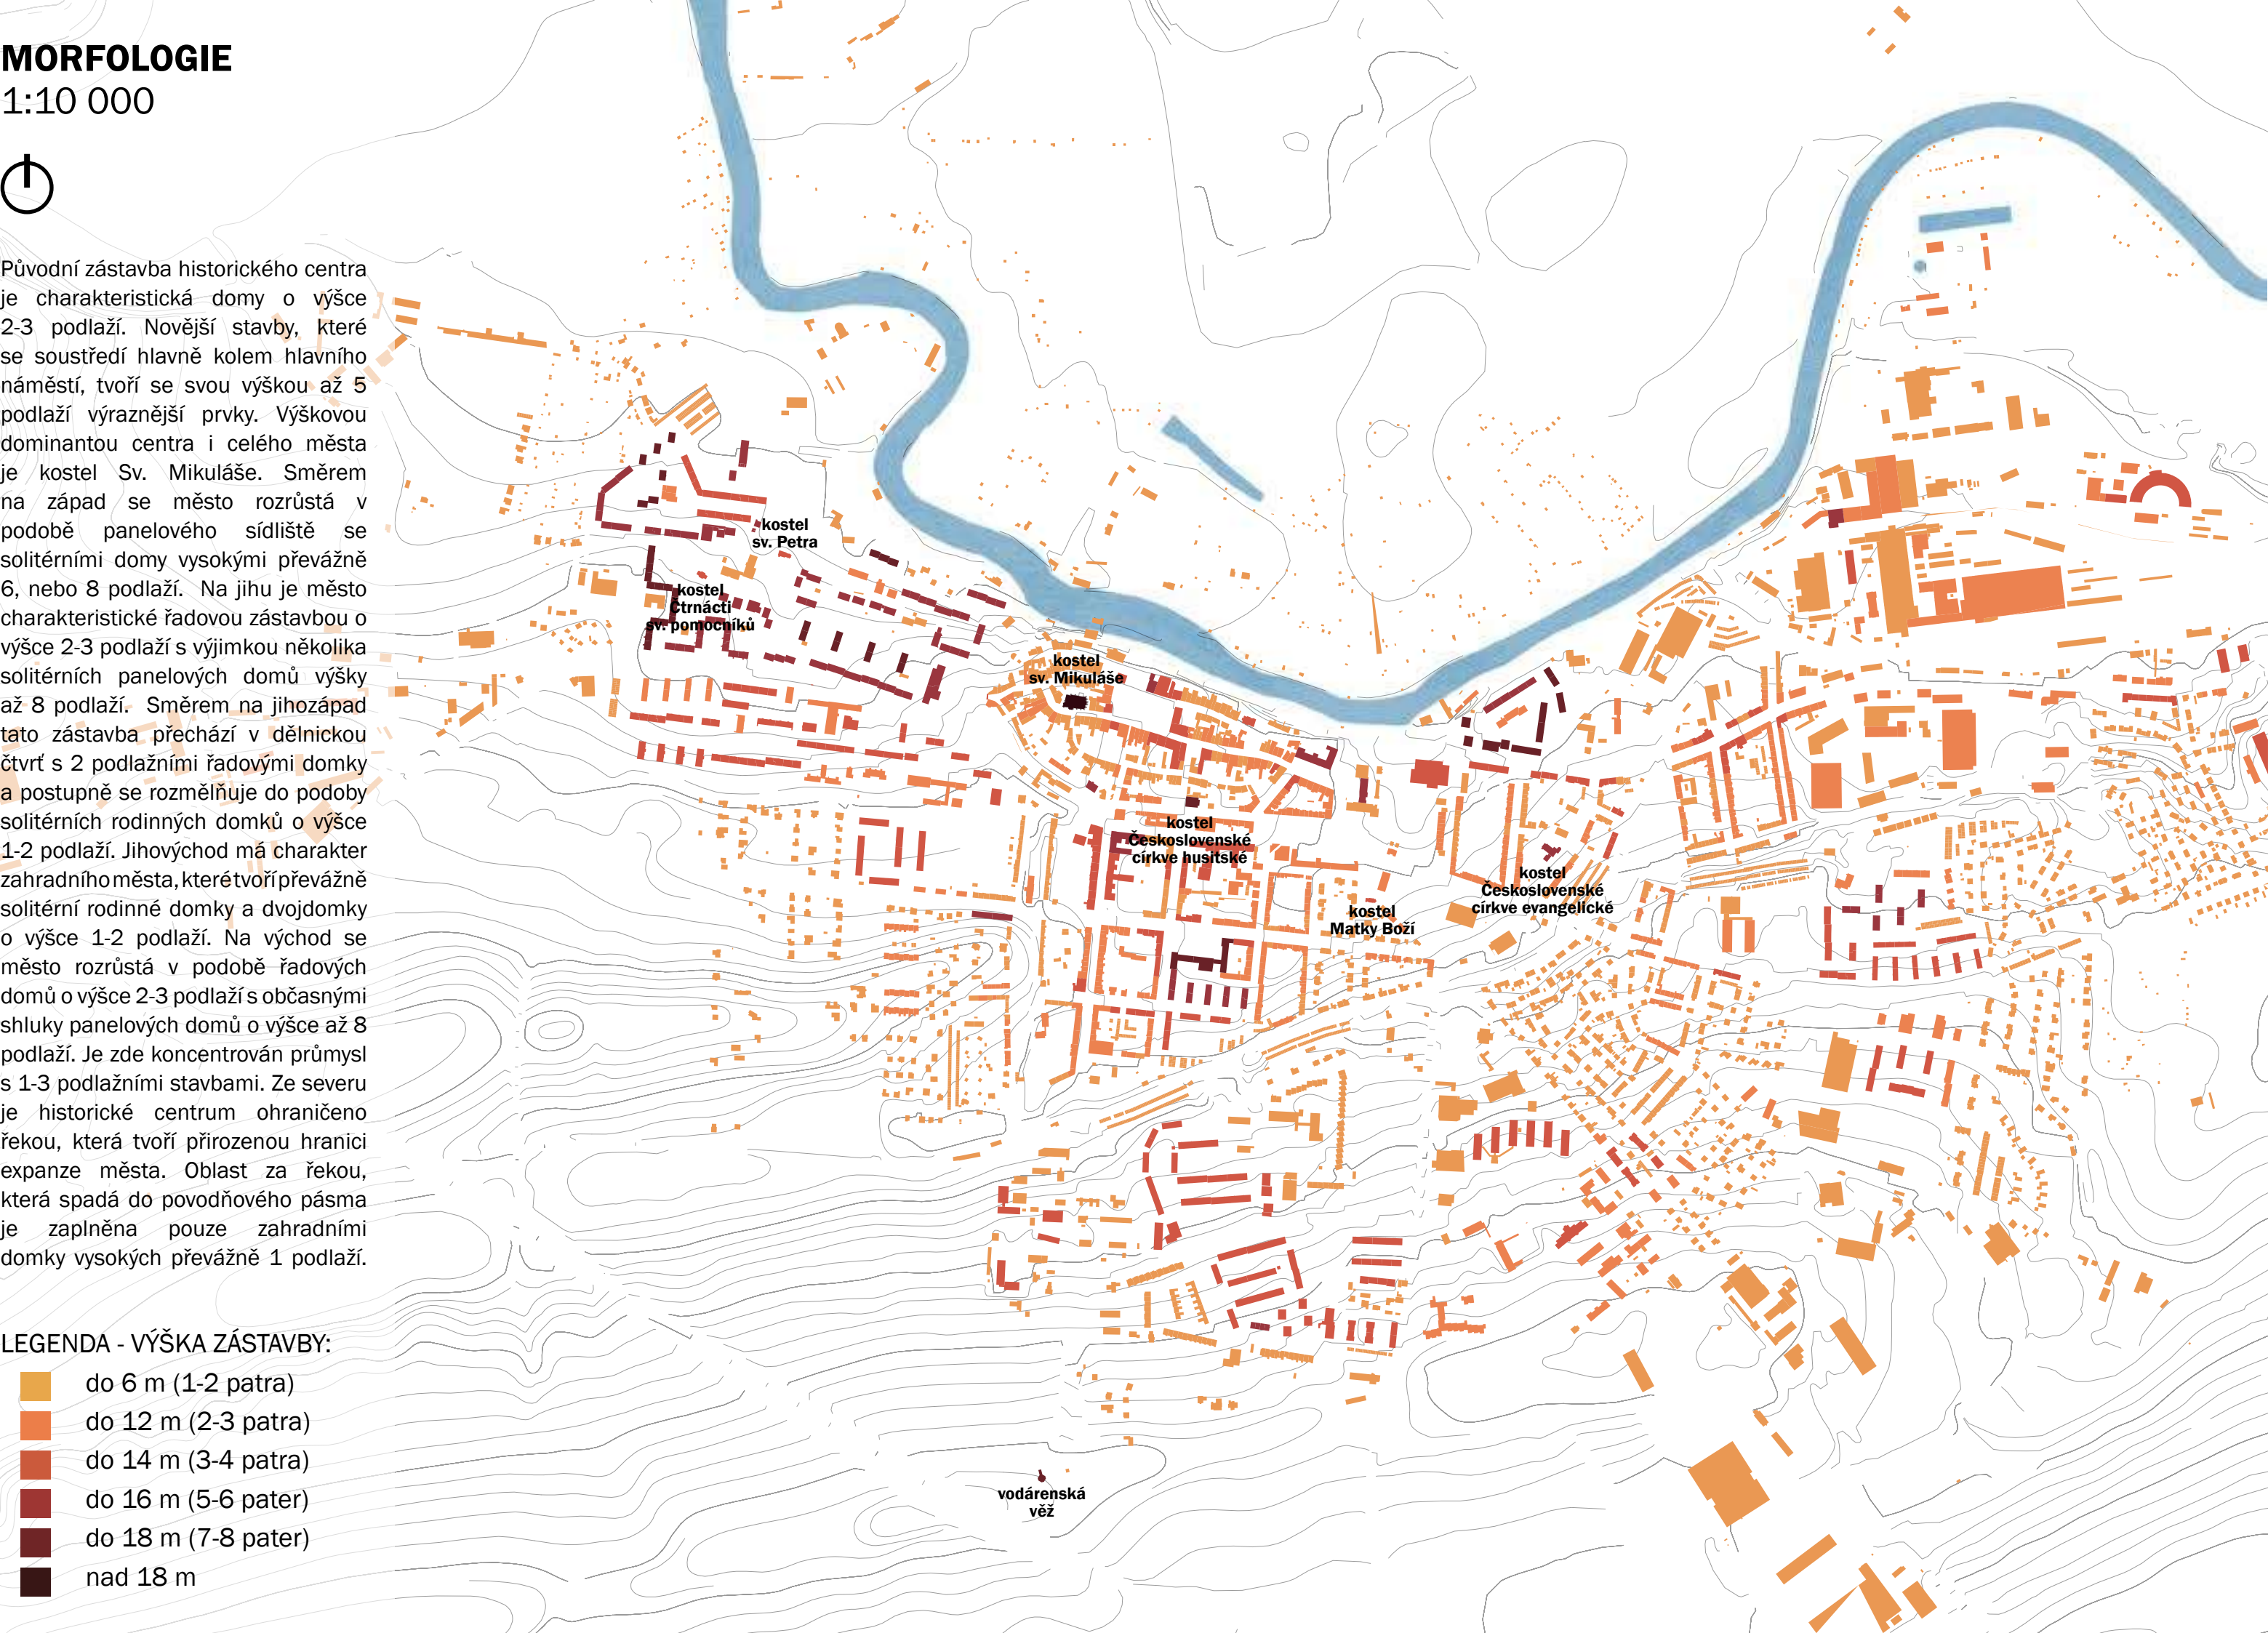 MORFOLOGIE
1:10 000
Původní zástavba historického centra
je charakteristická domy o výšce
2-3 podlaží. Novější stavby, které
se soustředí hlavně kolem hlavního
náměstí, tvoří se svou výškou až 5
podlaží výraznější prvky. Výškovou
dominantou centra i celého města
je kostel Sv. Mikuláše. Směrem
na západ se město rozrůstá v
podobě panelového sídliště se
solitérními domy vysokými převážně
6, nebo 8 podlaží. Na jihu je město
charakteristické řadovou zástavbou o
výšce 2-3 podlaží s výjimkou několika
solitérních panelových domů výšky
až 8 podlaží. Směrem na jihozápad
tato zástavba přechází v dělnickou
čtvrť s 2 podlažními řadovými domky
a postupně se rozmělňuje do podoby
solitérních rodinných domků o výšce
1-2 podlaží. Jihovýchod má charakter
zahradního města, které tvoří převážně
solitérní rodinné domky a dvojdomky
o výšce 1-2 podlaží. Na východ se
město rozrůstá v podobě řadových
domů o výšce 2-3 podlaží s občasnými
shluky panelových domů o výšce až 8
podlaží. Je zde koncentrován průmysl
s 1-3 podlažními stavbami. Ze severu
je historické centrum ohraničeno
řekou, která tvoří přirozenou hranici
expanze města. Oblast za řekou,
která spadá do povodňového pásma
je zaplněna pouze zahradními
domky vysokých převážně 1 podlaží.
LEGENDA - VÝŠKA ZÁSTAVBY:
do 6 m (1-2 patra)
do 12 m (2-3 patra)
do 14 m (3-4 patra)
do 16 m (5-6 pater)
do 18 m (7-8 pater)
nad 18 m
kostel
sv. Petra
kostel
Čtrnácti
sv. pomocníků
kostel
sv. Mikuláše
kostel
Československé
církve husitské
kostel
Matky Boží
kostel
Československé
církve evangelické
vodárenská
věž